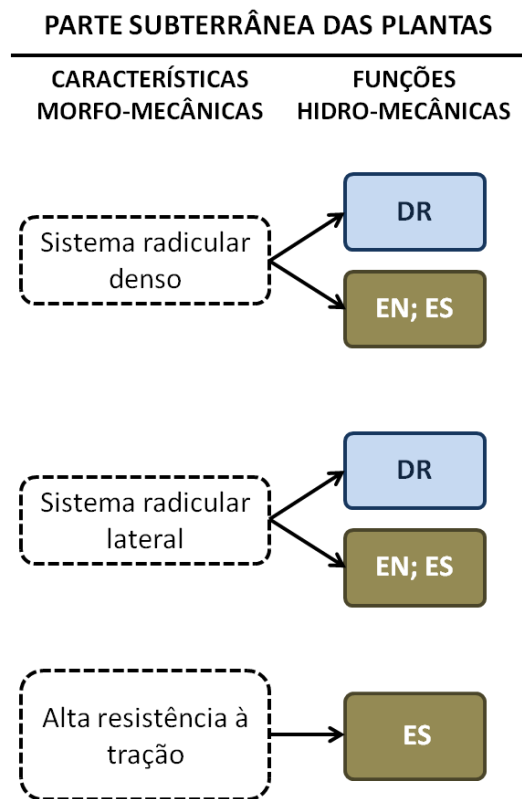 PARTE SUBTERRÂNEA DAS PLANTAS
CARACTERÍSTICAS
MORFO-MECÂNICAS
FUNÇÕES
HIDRO-MECÂNICAS
Sistema radicular
denso
DR
EN; ES
Sistema radicular
lateral
DR
EN; ES
Alta resistência à
tração
ES